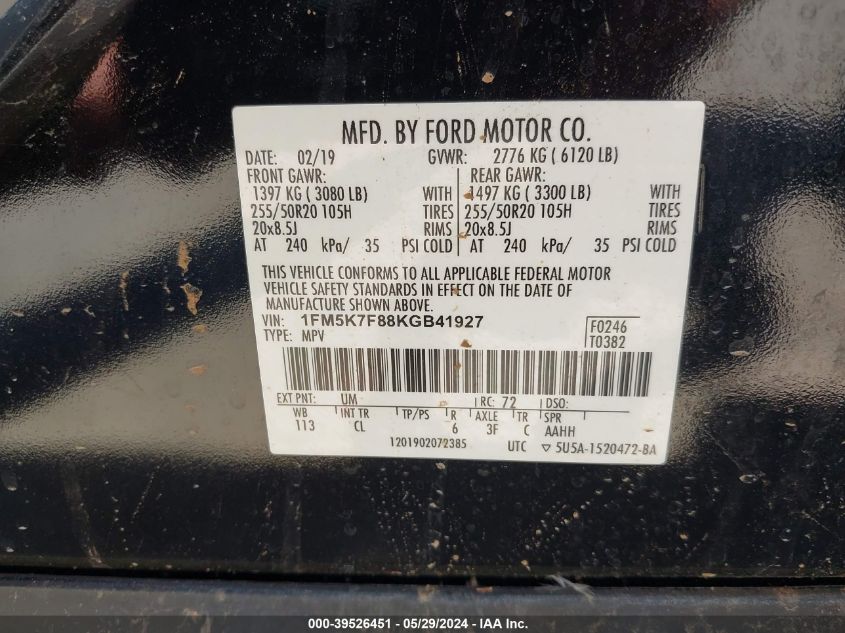 MFD. BY FORD MOTOR CO.
DATE: 02/19 GVWR: 2776 KG ( 6120 LB)
FRONT GAWR: REAR GAWR:
1397 KG ( 3080 LB) WITH 1497 KG ( 3300 LB) WITH
255/50R20 105H TIRES 255/50R20 105H TIRES
20x8.5J RIMS 20x8.5J RIMS
AT 240 kPa/ 35 PSI COLD AT 240 kPa/ 35 PSI COLD
THIS VEHICLE CONFORMS TO ALL APPLICABLE FEDERAL MOTOR
VEHICLE SAFETY STANDARDS IN EFFECT ON THE DATE OF
MANUFACTURE SHOWN ABOVE.
VIN: 1FM5K7F88KGB41927 F0246
TYPE: MPV T0382
EXT PNT: UM RC: 72 DSO:
WB INT TR TP/PS R AXLE TR SPR
113 CL 6 3F C AAHH
1201902072385 UTC ▽ 5U5A-1520472-BA
000-39526451 / 05/29/2024 / © IAA, Inc.